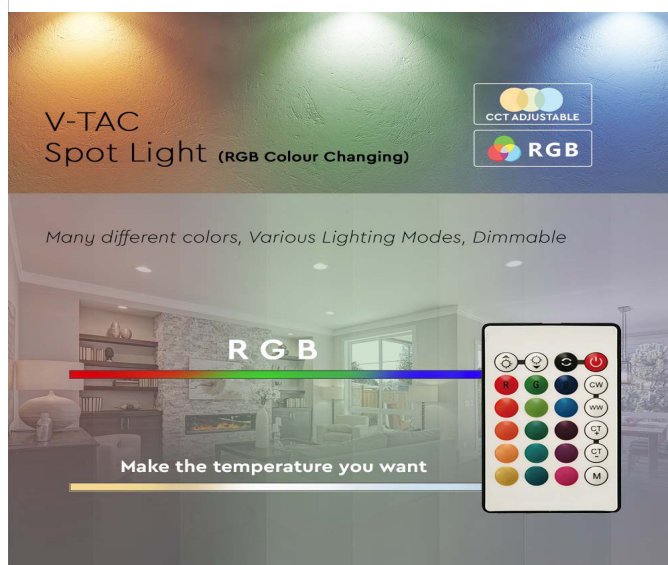 V-TAC
Spot Light (RGB Colour Changing)
CCT ADJUSTABLE
RGB
Many different colors, Various Lighting Modes, Dimmable
R G B
Make the temperature you want
R G
CW
WW
CT
+
CT
-
M